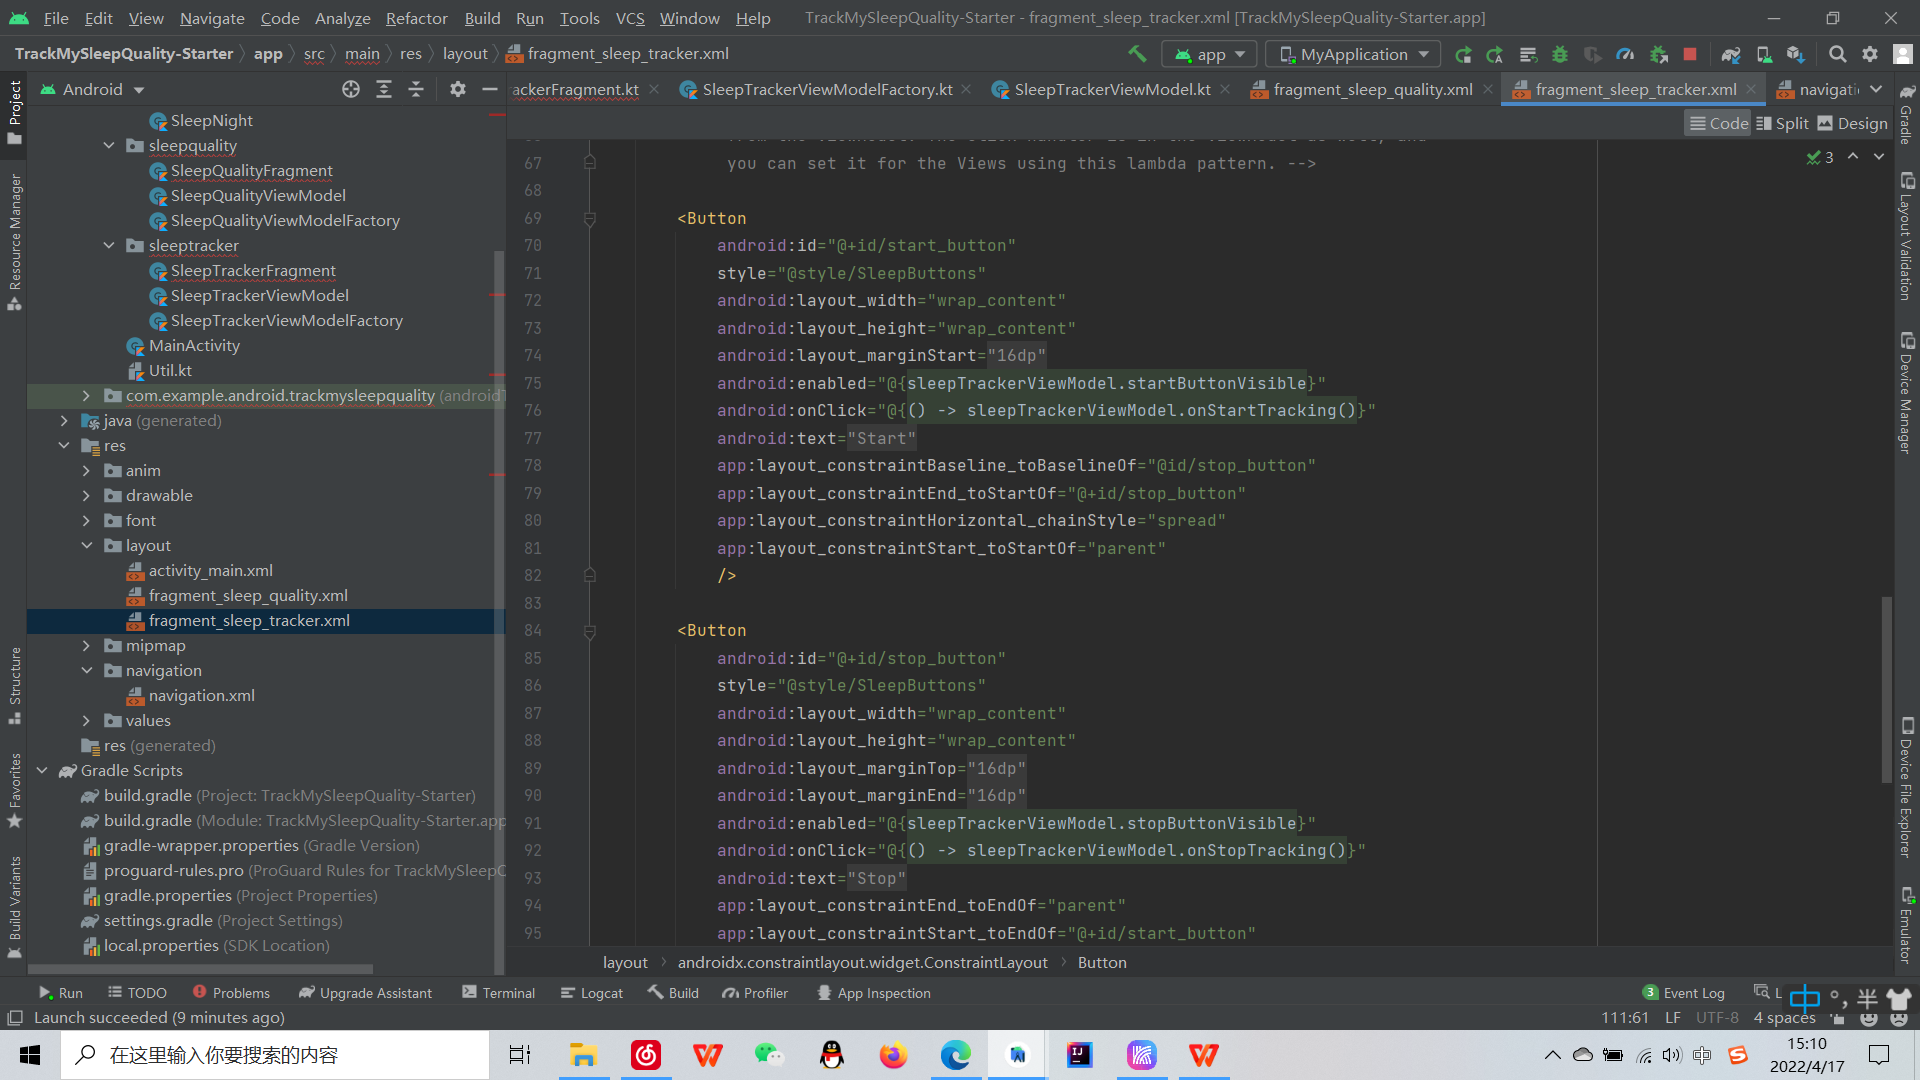 File Edit View Navigate Code Analyze Refactor Build Run Tools VCS Window Help TrackMySleepQuality-Starter - fragment_sleep_tracker.xml [TrackMySleepQuality-Starter.app]
TrackMySleepQuality-Starter app src main res layout fragment_sleep_tracker.xml app MyApplication
Android
ackerFragment.kt SleepTrackerViewModelFactory.kt SleepTrackerViewModel.kt fragment_sleep_quality.xml fragment_sleep_tracker.xml navigati
Code Split Design
Project
Resource Manager
Structure
Favorites
Build Variants
SleepNight
sleepquality
SleepQualityFragment
SleepQualityViewModel
SleepQualityViewModelFactory
sleeptracker
SleepTrackerFragment
SleepTrackerViewModel
SleepTrackerViewModelFactory
MainActivity
Util.kt
com.example.android.trackmysleepquality (androidT
java (generated)
res
anim
drawable
font
layout
activity_main.xml
fragment_sleep_quality.xml
fragment_sleep_tracker.xml
mipmap
navigation
navigation.xml
values
res (generated)
Gradle Scripts
build.gradle (Project: TrackMySleepQuality-Starter)
build.gradle (Module: TrackMySleepQuality-Starter.app
gradle-wrapper.properties (Gradle Version)
proguard-rules.pro (ProGuard Rules for TrackMySleepQ
gradle.properties (Project Properties)
settings.gradle (Project Settings)
local.properties (SDK Location)
3
67 you can set it for the Views using this lambda pattern. -->
68
69 <Button
70 android:id="@+id/start_button"
71 style="@style/SleepButtons"
72 android:layout_width="wrap_content"
73 android:layout_height="wrap_content"
74 android:layout_marginStart="16dp"
75 android:enabled="@{sleepTrackerViewModel.startButtonVisible}"
76 android:onClick="@{() -> sleepTrackerViewModel.onStartTracking()}"
77 android:text="Start"
78 app:layout_constraintBaseline_toBaselineOf="@id/stop_button"
79 app:layout_constraintEnd_toStartOf="@+id/stop_button"
80 app:layout_constraintHorizontal_chainStyle="spread"
81 app:layout_constraintStart_toStartOf="parent"
82 />
83
84 <Button
85 android:id="@+id/stop_button"
86 style="@style/SleepButtons"
87 android:layout_width="wrap_content"
88 android:layout_height="wrap_content"
89 android:layout_marginTop="16dp"
90 android:layout_marginEnd="16dp"
91 android:enabled="@{sleepTrackerViewModel.stopButtonVisible}"
92 android:onClick="@{() -> sleepTrackerViewModel.onStopTracking()}"
93 android:text="Stop"
94 app:layout_constraintEnd_toEndOf="parent"
95 app:layout_constraintStart_toEndOf="@+id/start_button"
layout androidx.constraintlayout.widget.ConstraintLayout Button
Gradle
Layout Validation
Device Manager
Device File Explorer
Emulator
Run TODO Problems Upgrade Assistant Terminal Logcat Build Profiler App Inspection 3 Event Log L
中 °, 半
Launch succeeded (9 minutes ago) 111:61 LF UTF-8 4 spaces
在这里输入你要搜索的内容
中
15:10
2022/4/17